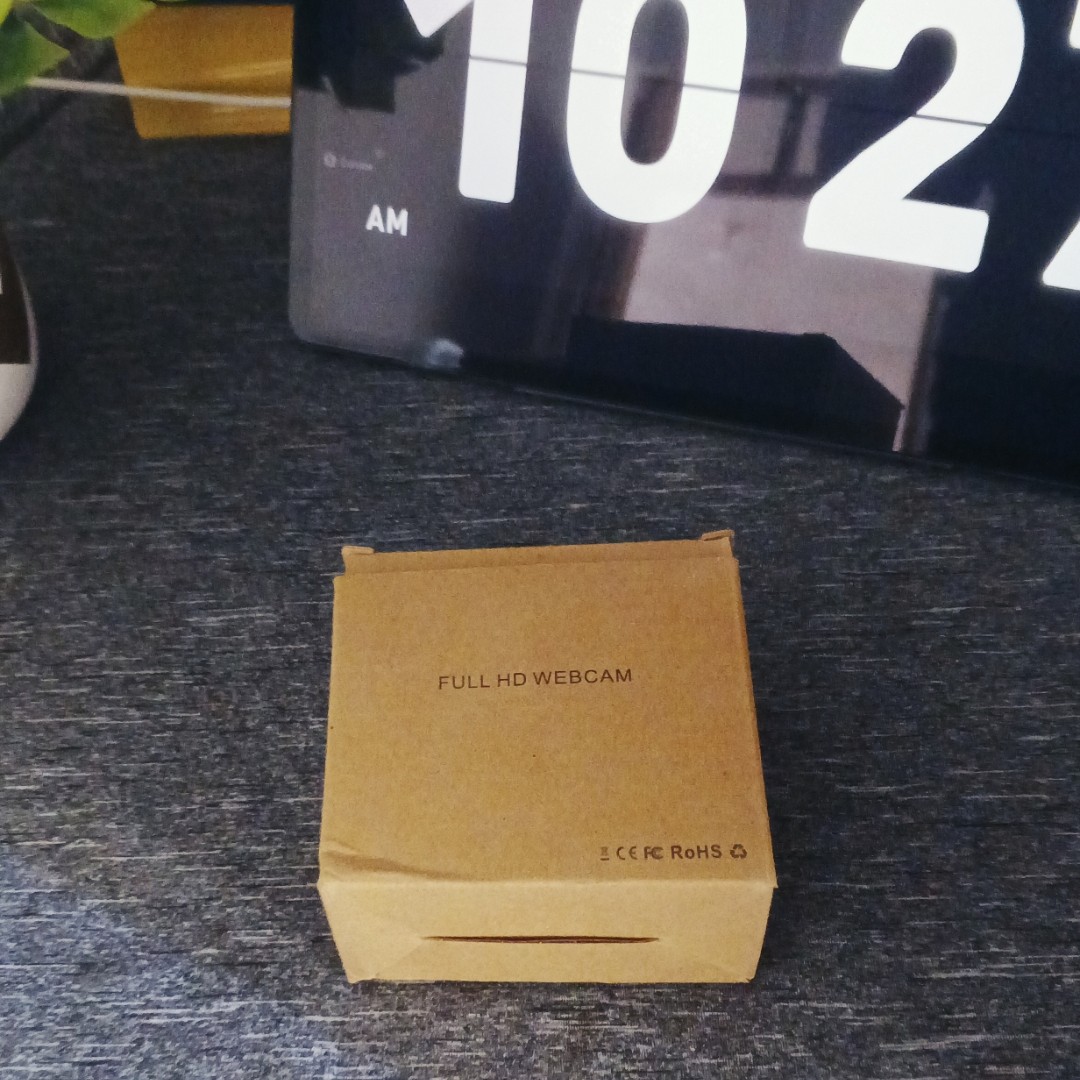 10 2
AM
FULL HD WEBCAM
CE FC RoHS